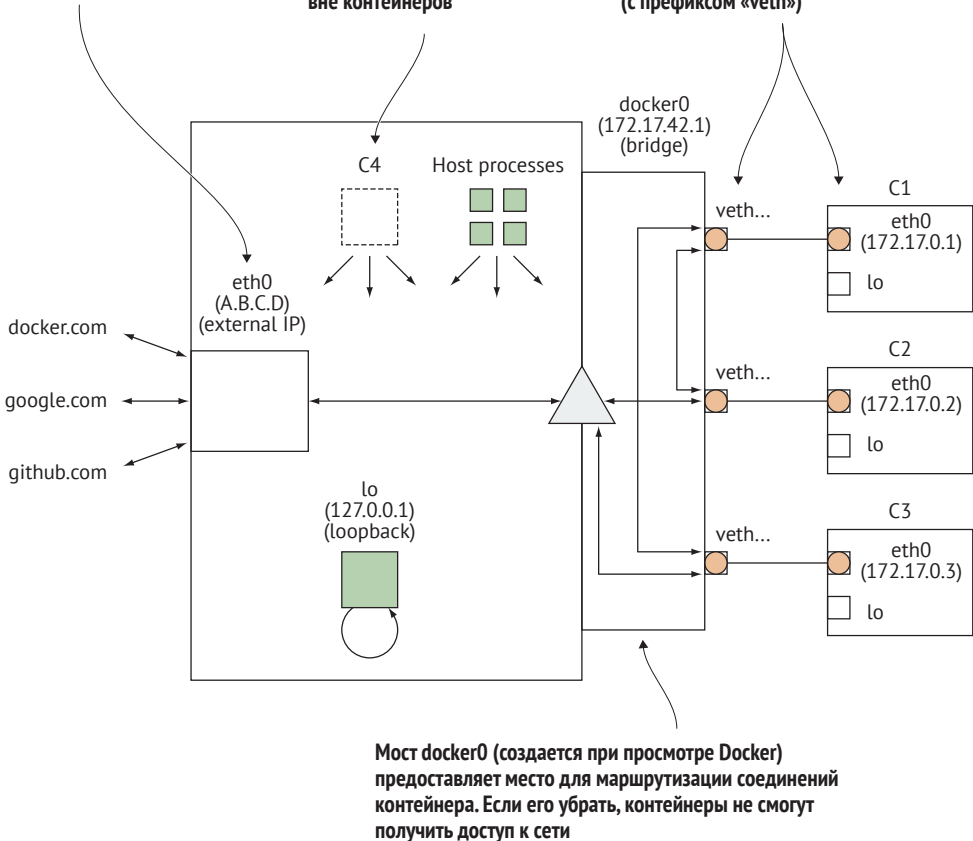 вне контейнеров
(с префиксом «veth»)
docker0
(172.17.42.1)
(bridge)
C4
Host processes
C1
veth...
eth0
(172.17.0.1)
lo
eth0
(A.B.C.D)
(external IP)
docker.com
google.com
github.com
C2
veth...
eth0
(172.17.0.2)
lo
lo
(127.0.0.1)
(loopback)
C3
veth...
eth0
(172.17.0.3)
lo
Мост docker0 (создается при просмотре Docker)
предоставляет место для маршрутизации соединений
контейнера. Если его убрать, контейнеры не смогут
получить доступ к сети